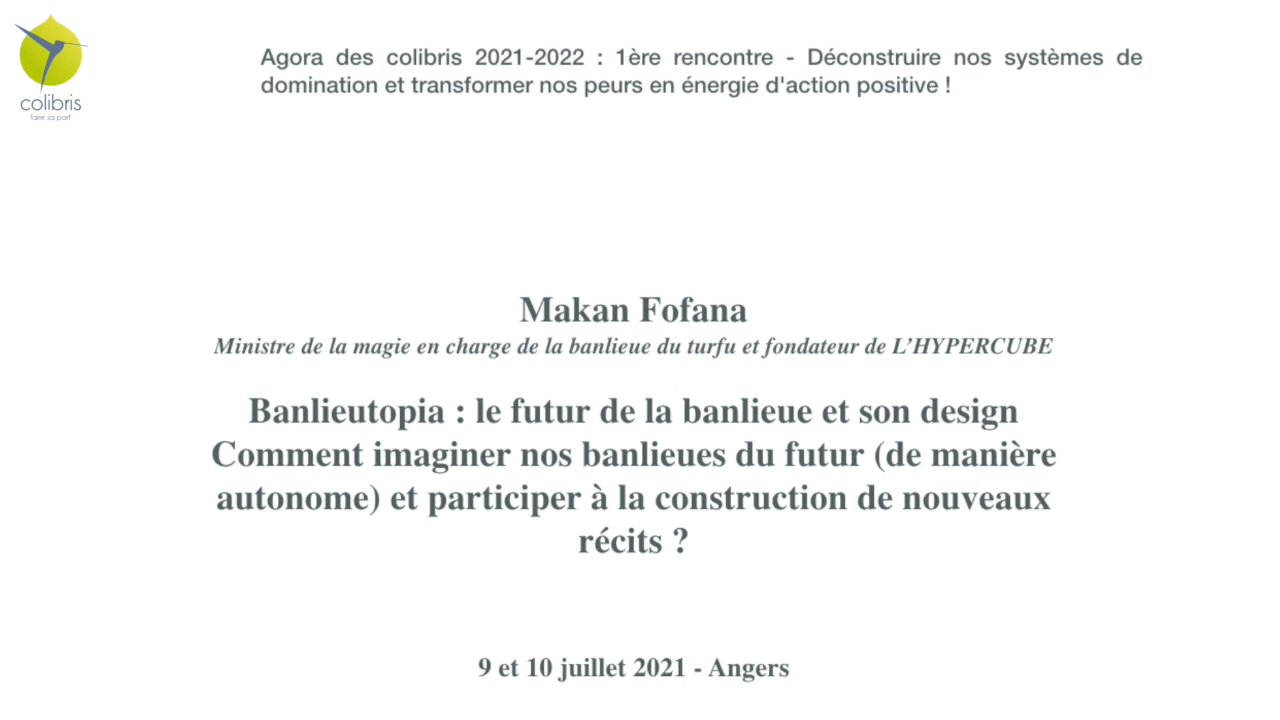 colibris
faire sa part
Agora des colibris 2021-2022 : 1ère rencontre - Déconstruire nos systèmes de
domination et transformer nos peurs en énergie d'action positive !
Makan Fofana
Ministre de la magie en charge de la banlieue du turfu et fondateur de L’HYPERCUBE
Banlieutopia : le futur de la banlieue et son design
Comment imaginer nos banlieues du futur (de manière
autonome) et participer à la construction de nouveaux
récits ?
9 et 10 juillet 2021 - Angers